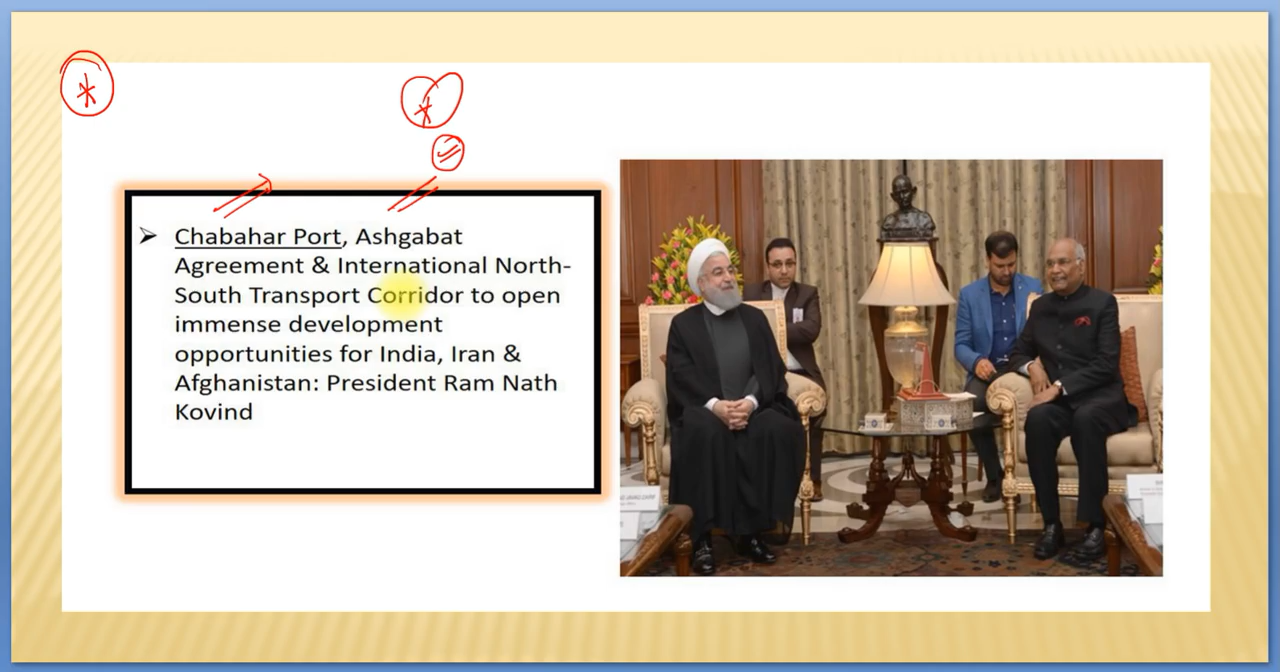 ➢ Chabahar Port, Ashgabat
Agreement & International North-
South Transport Corridor to open
immense development
opportunities for India, Iran &
Afghanistan: President Ram Nath
Kovind